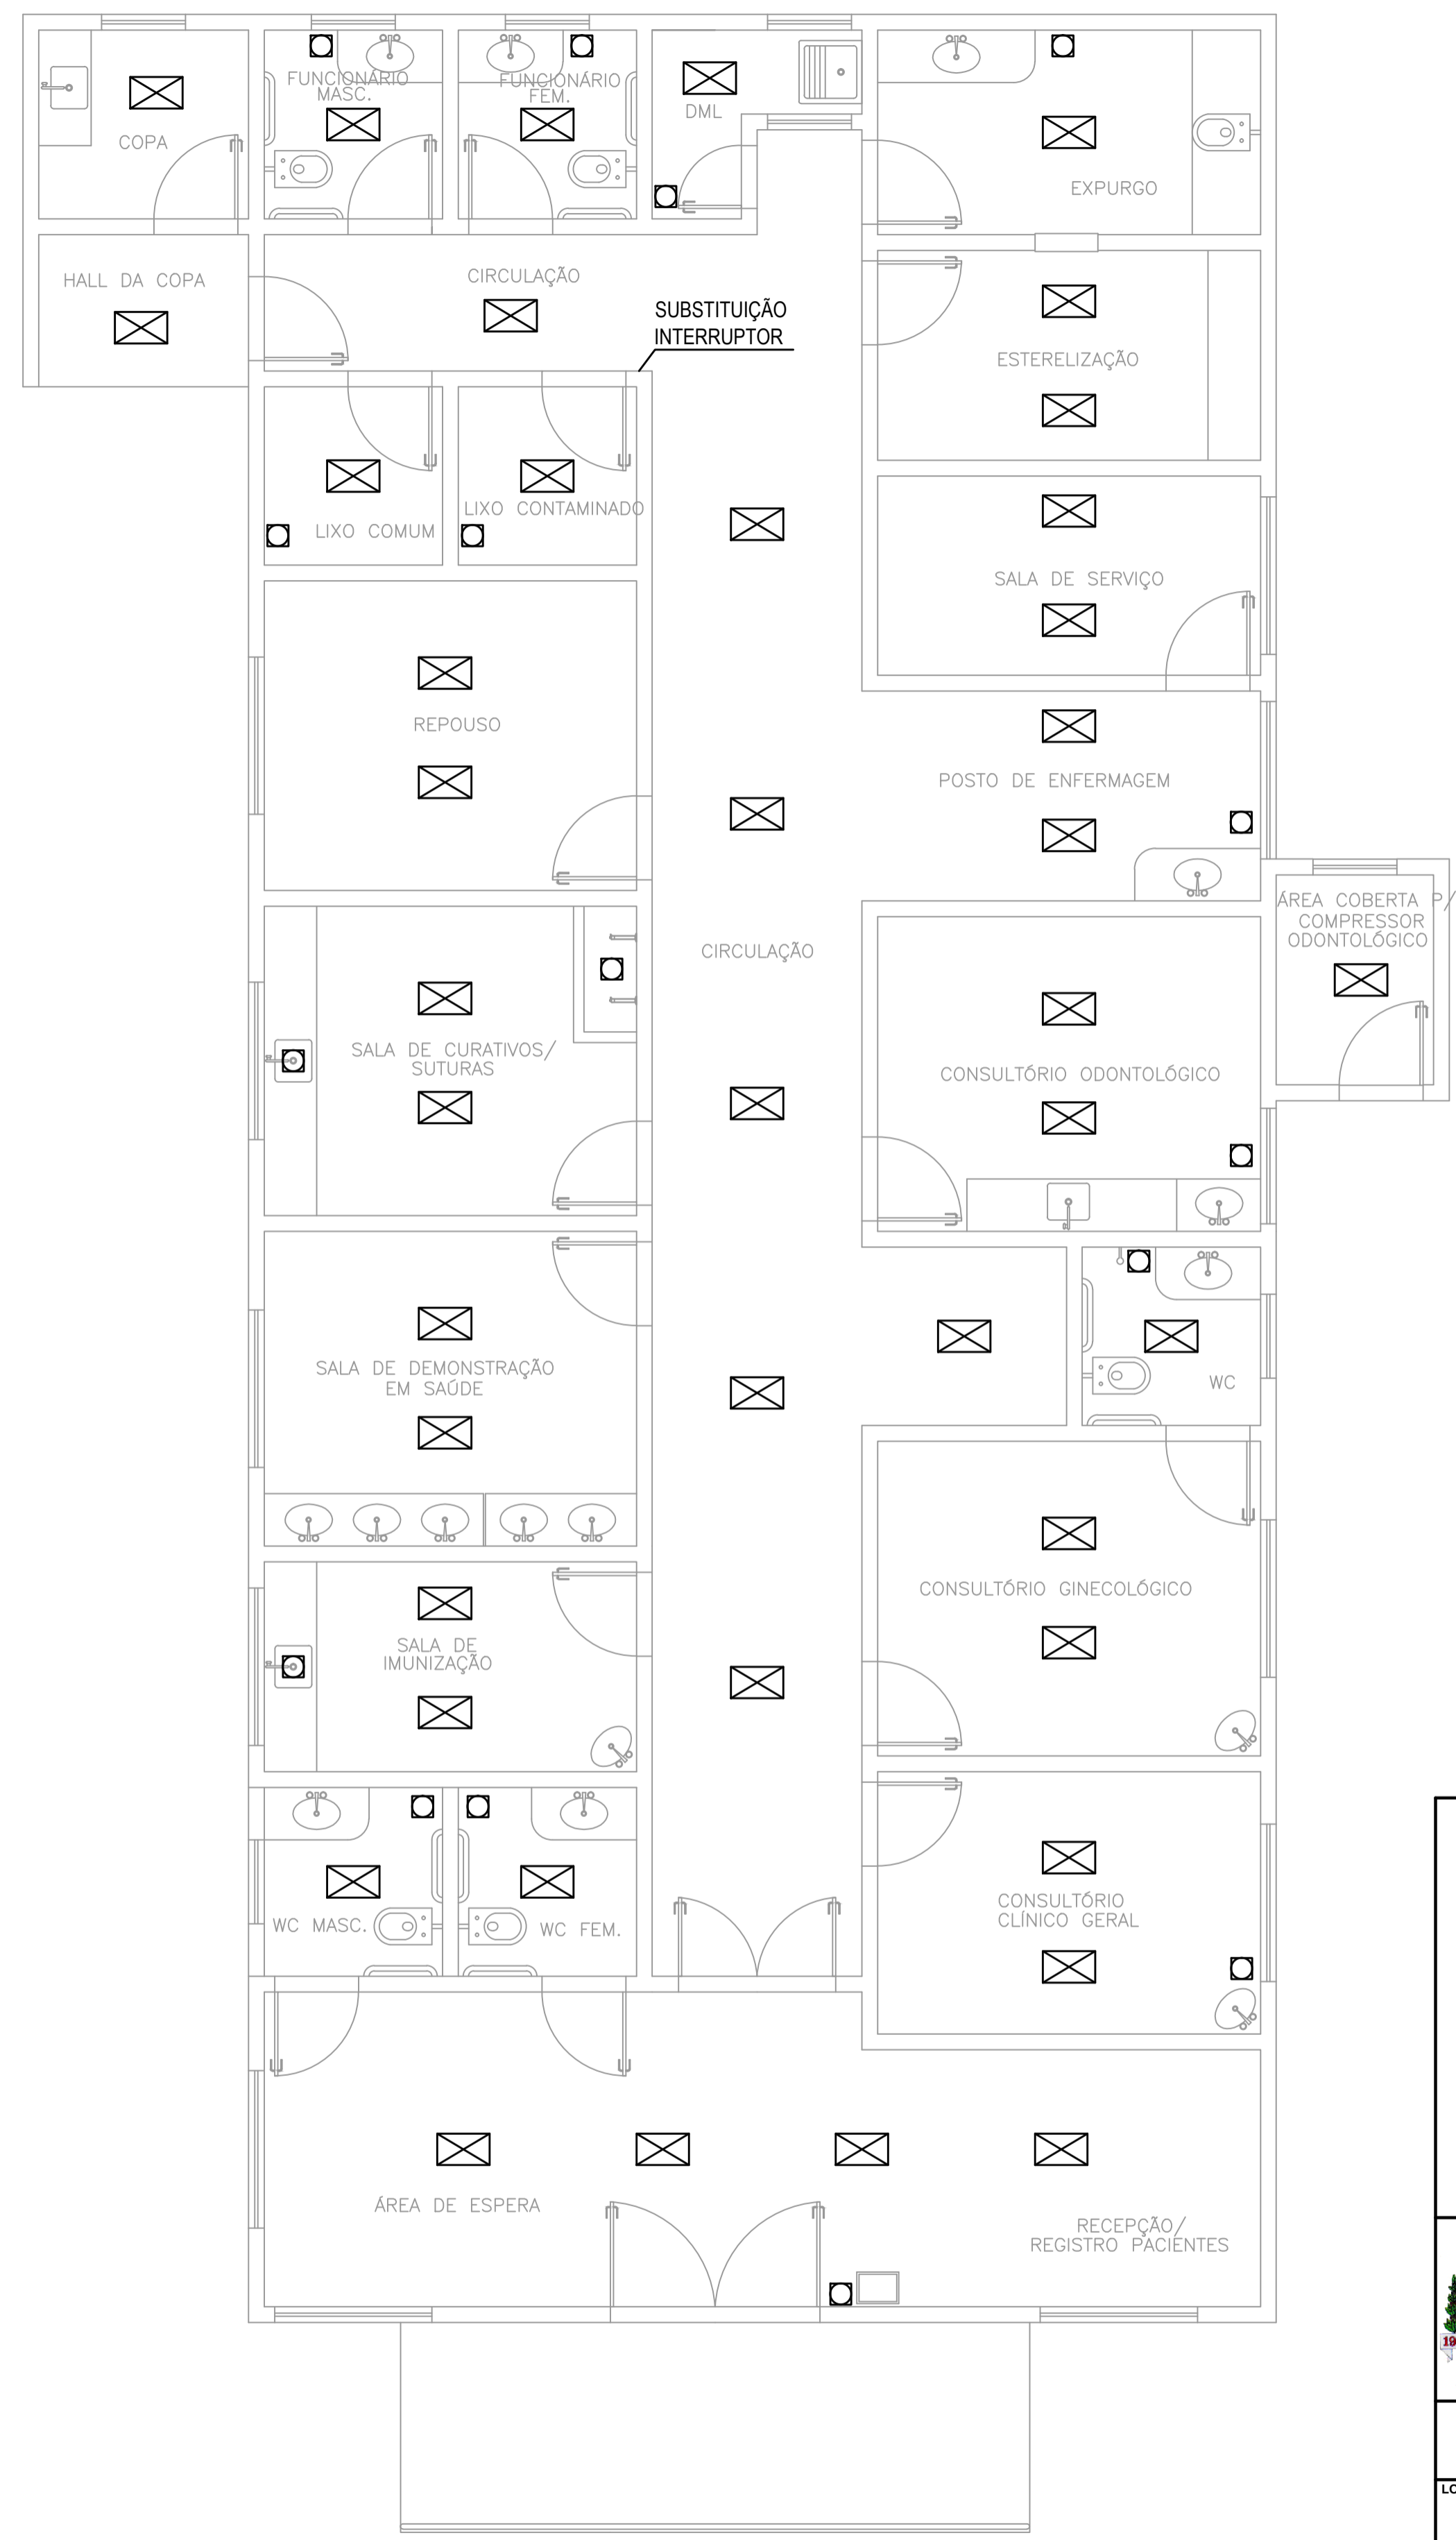 FUNCIONÁRIO
MASC.
FUNCIONÁRIO
FEM.
DML
COPA
EXPURGO
HALL DA COPA
CIRCULAÇÃO
SUBSTITUIÇÃO
INTERRUPTOR
ESTERELIZAÇÃO
LIXO COMUM
LIXO CONTAMINADO
SALA DE SERVIÇO
REPOUSO
POSTO DE ENFERMAGEM
ÁREA COBERTA P/
COMPRESSOR
ODONTOLÓGICO
CIRCULAÇÃO
SALA DE CURATIVOS/
SUTURAS
CONSULTÓRIO ODONTOLÓGICO
SALA DE DEMONSTRAÇÃO
EM SAÚDE
WC
CONSULTÓRIO GINECOLÓGICO
SALA DE
IMUNIZAÇÃO
CONSULTÓRIO
CLÍNICO GERAL
WC MASC.
WC FEM.
ÁREA DE ESPERA
RECEPÇÃO/
REGISTRO PACIENTES
19